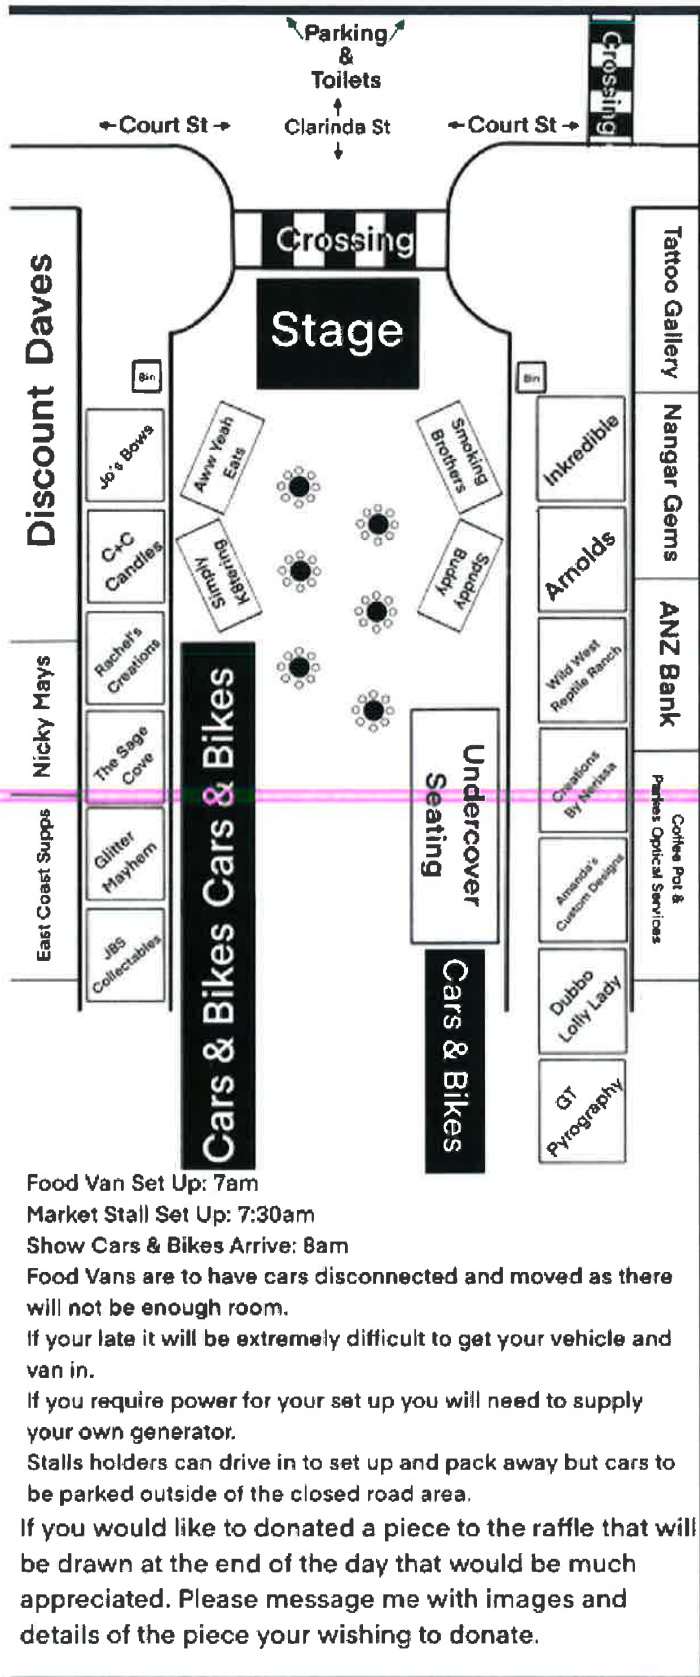 Parking
&
Toilets
Crossing
Court St
Clarinda St
Court St
Crossing
Stage
Discount Daves
Nicky Mays
East Coast Supps
Bin
Jo's Bows
C+C
Candles
Rachel's
Creations
The Sage
Cove
Glitter
Mayhem
JBS
Collectables
Aww Yeah
Eats
Simply
K8tering
Cars & Bikes Cars & Bikes
Smoking
Brothers
Spuddy
Buddy
Undercover
Seating
Cars & Bikes
Bin
Inkredible
Arnolds
Wild West
Reptile Ranch
Creations
By Nerissa
Amanda's
Custom Designs
Dubbo
Lolly Lady
GT
Pyrography
Tattoo Gallery
Nangar Gems
ANZ Bank
Coffee Pot &
Parkes Optical Services
Food Van Set Up: 7am
Market Stall Set Up: 7:30am
Show Cars & Bikes Arrive: 8am
Food Vans are to have cars disconnected and moved as there
will not be enough room.
If your late it will be extremely difficult to get your vehicle and
van in.
If you require power for your set up you will need to supply
your own generator.
Stalls holders can drive in to set up and pack away but cars to
be parked outside of the closed road area.
If you would like to donated a piece to the raffle that will
be drawn at the end of the day that would be much
appreciated. Please message me with images and
details of the piece your wishing to donate.